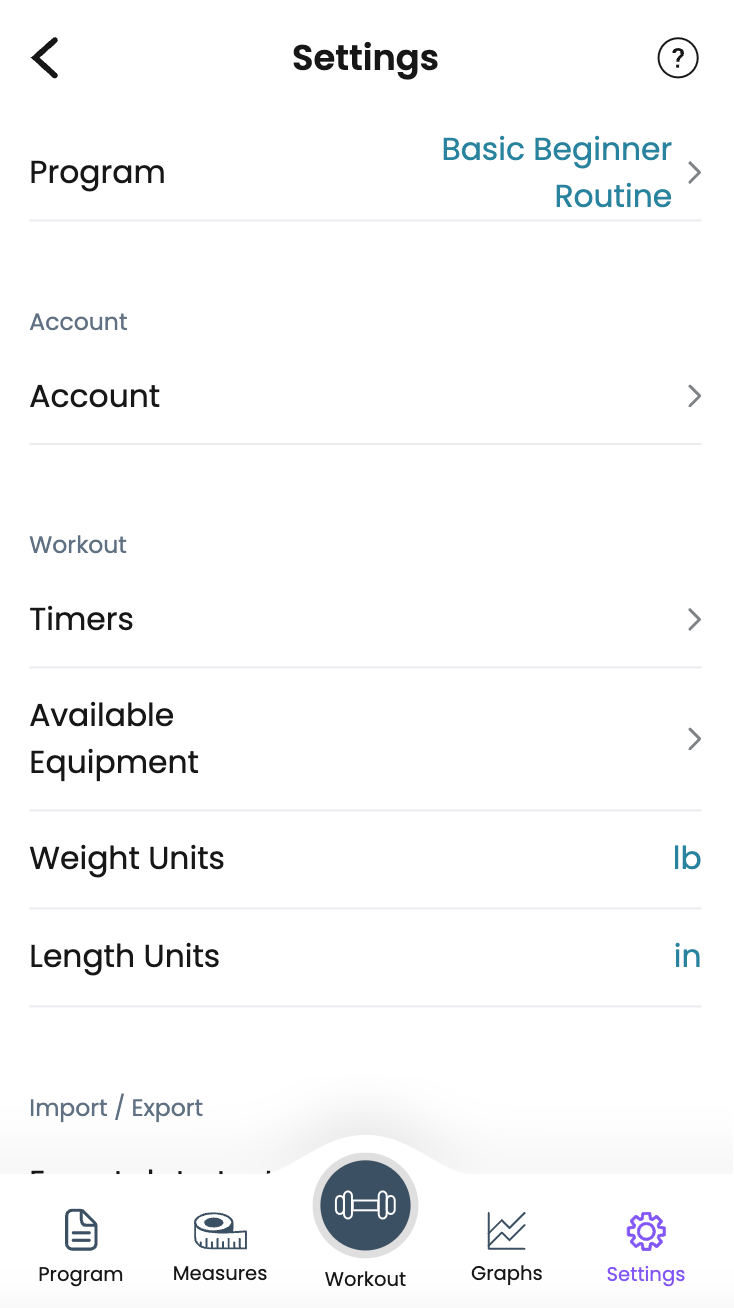 Settings
?
Program
Basic Beginner
Routine
Account
Account
Workout
Timers
Available
Equipment
Weight Units
lb
Length Units
in
Import / Export
Program
Measures
Workout
Graphs
Settings